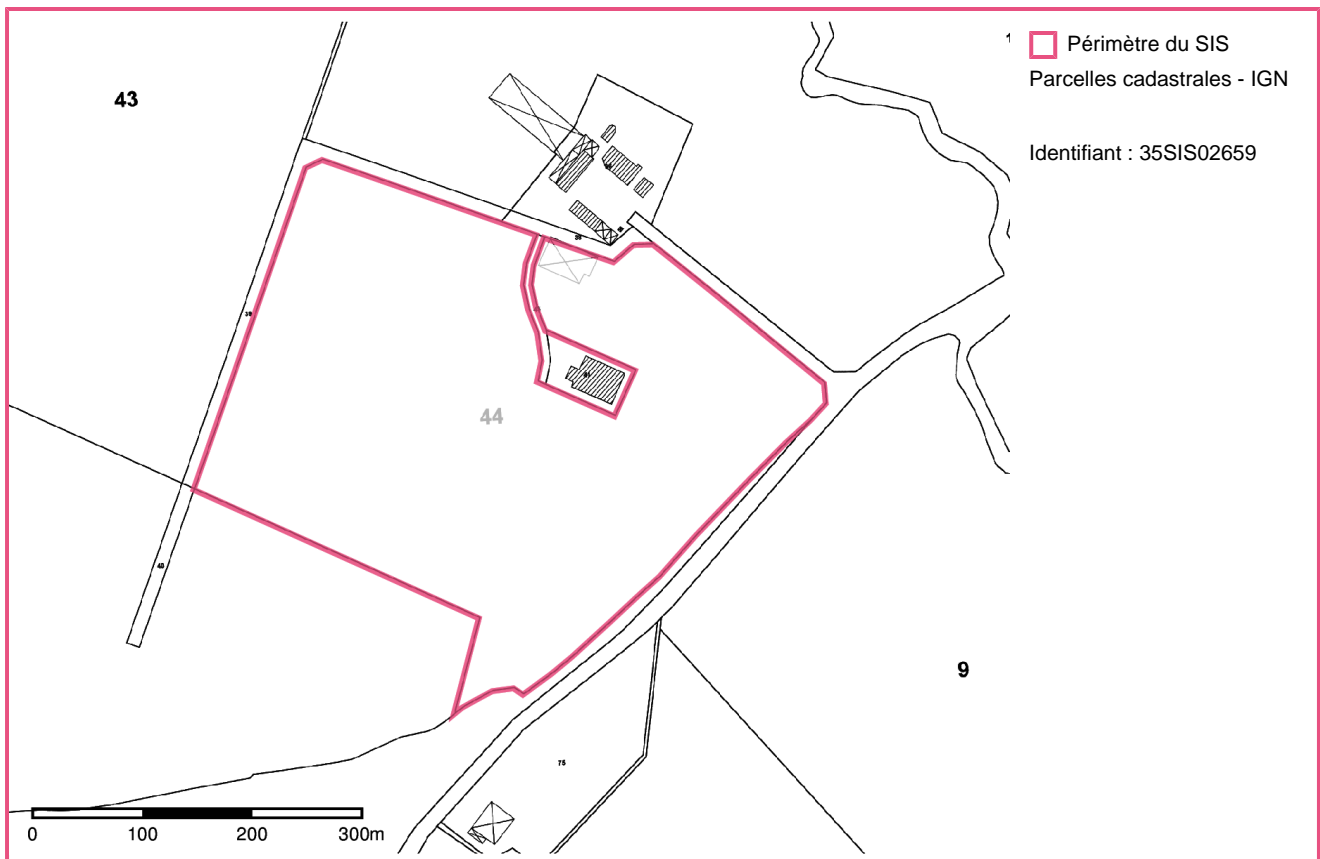 Périmètre du SIS
Parcelles cadastrales - IGN
Identifiant : 35SIS02659
43
44
9
75
0 100 200 300m